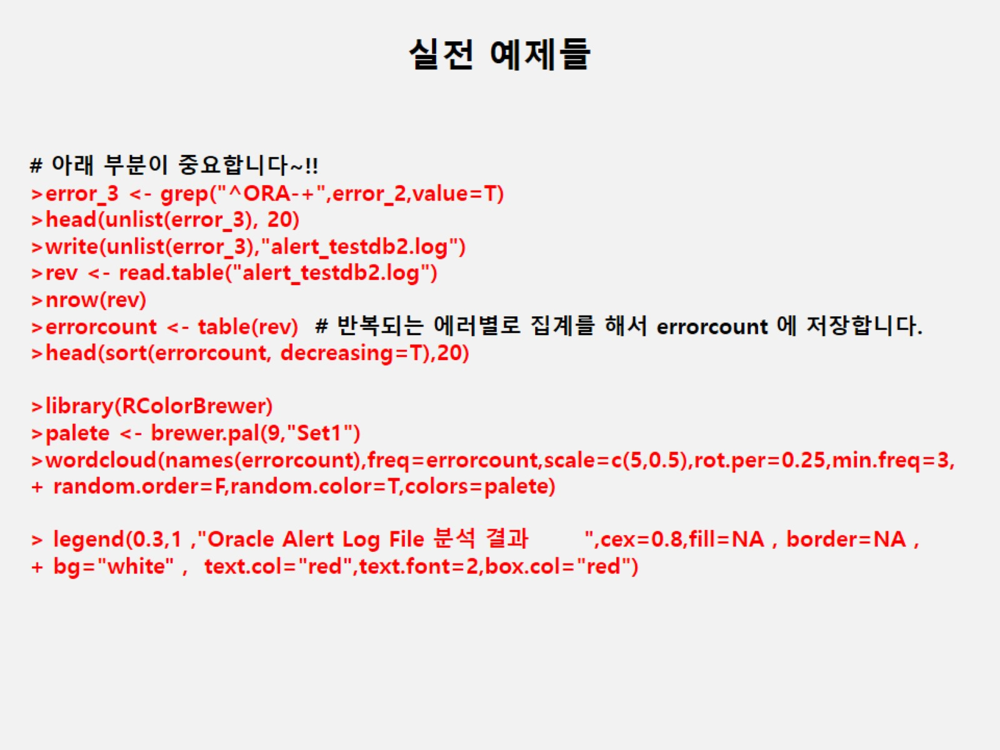 실전 예제들
# 아래 부분이 중요합니다~!!
>error_3 <- grep("^ORA-+",error_2,value=T)
>head(unlist(error_3), 20)
>write(unlist(error_3),"alert_testdb2.log")
>rev <- read.table("alert_testdb2.log")
>nrow(rev)
>errorcount <- table(rev)  # 반복되는 에러별로 집계를 해서 errorcount 에 저장합니다.
>head(sort(errorcount, decreasing=T),20)
>library(RColorBrewer)
>palete <- brewer.pal(9,"Set1")
>wordcloud(names(errorcount),freq=errorcount,scale=c(5,0.5),rot.per=0.25,min.freq=3,
+ random.order=F,random.color=T,colors=palete)
> legend(0.3,1 ,"Oracle Alert Log File 분석 결과       ",cex=0.8,fill=NA , border=NA ,
+ bg="white" ,  text.col="red",text.font=2,box.col="red")